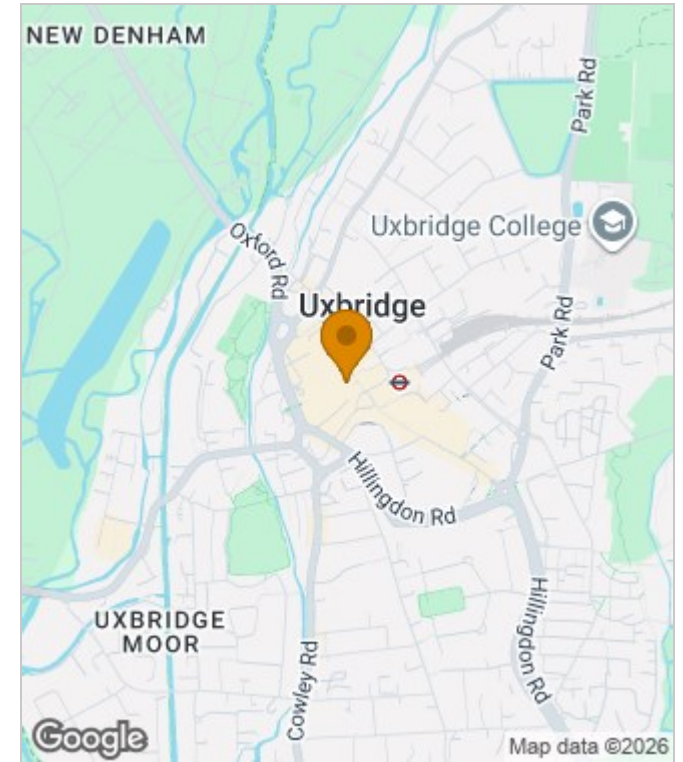 NEW DENHAM
Park Rd
Uxbridge College
Oxford Rd
Uxbridge
Park Rd
Hillingdon Rd
Hillingdon Rd
UXBRIDGE
MOOR
Cowley Rd
Google
Map data ©2026